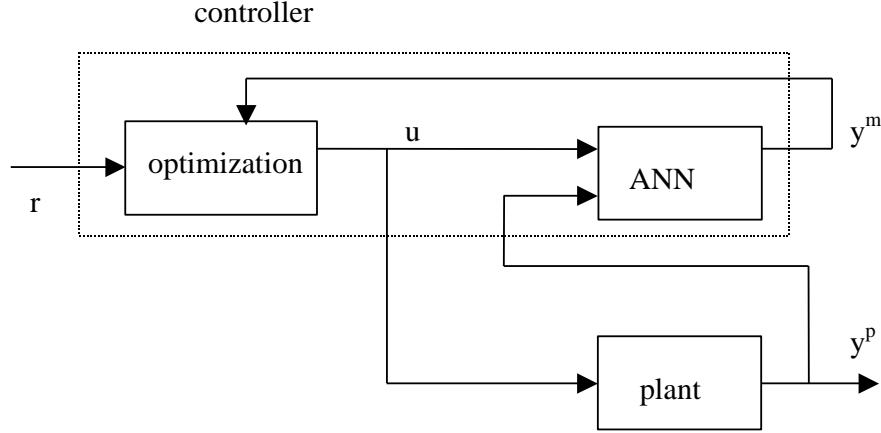 controller
u
y^m
optimization
ANN
r
y^p
plant